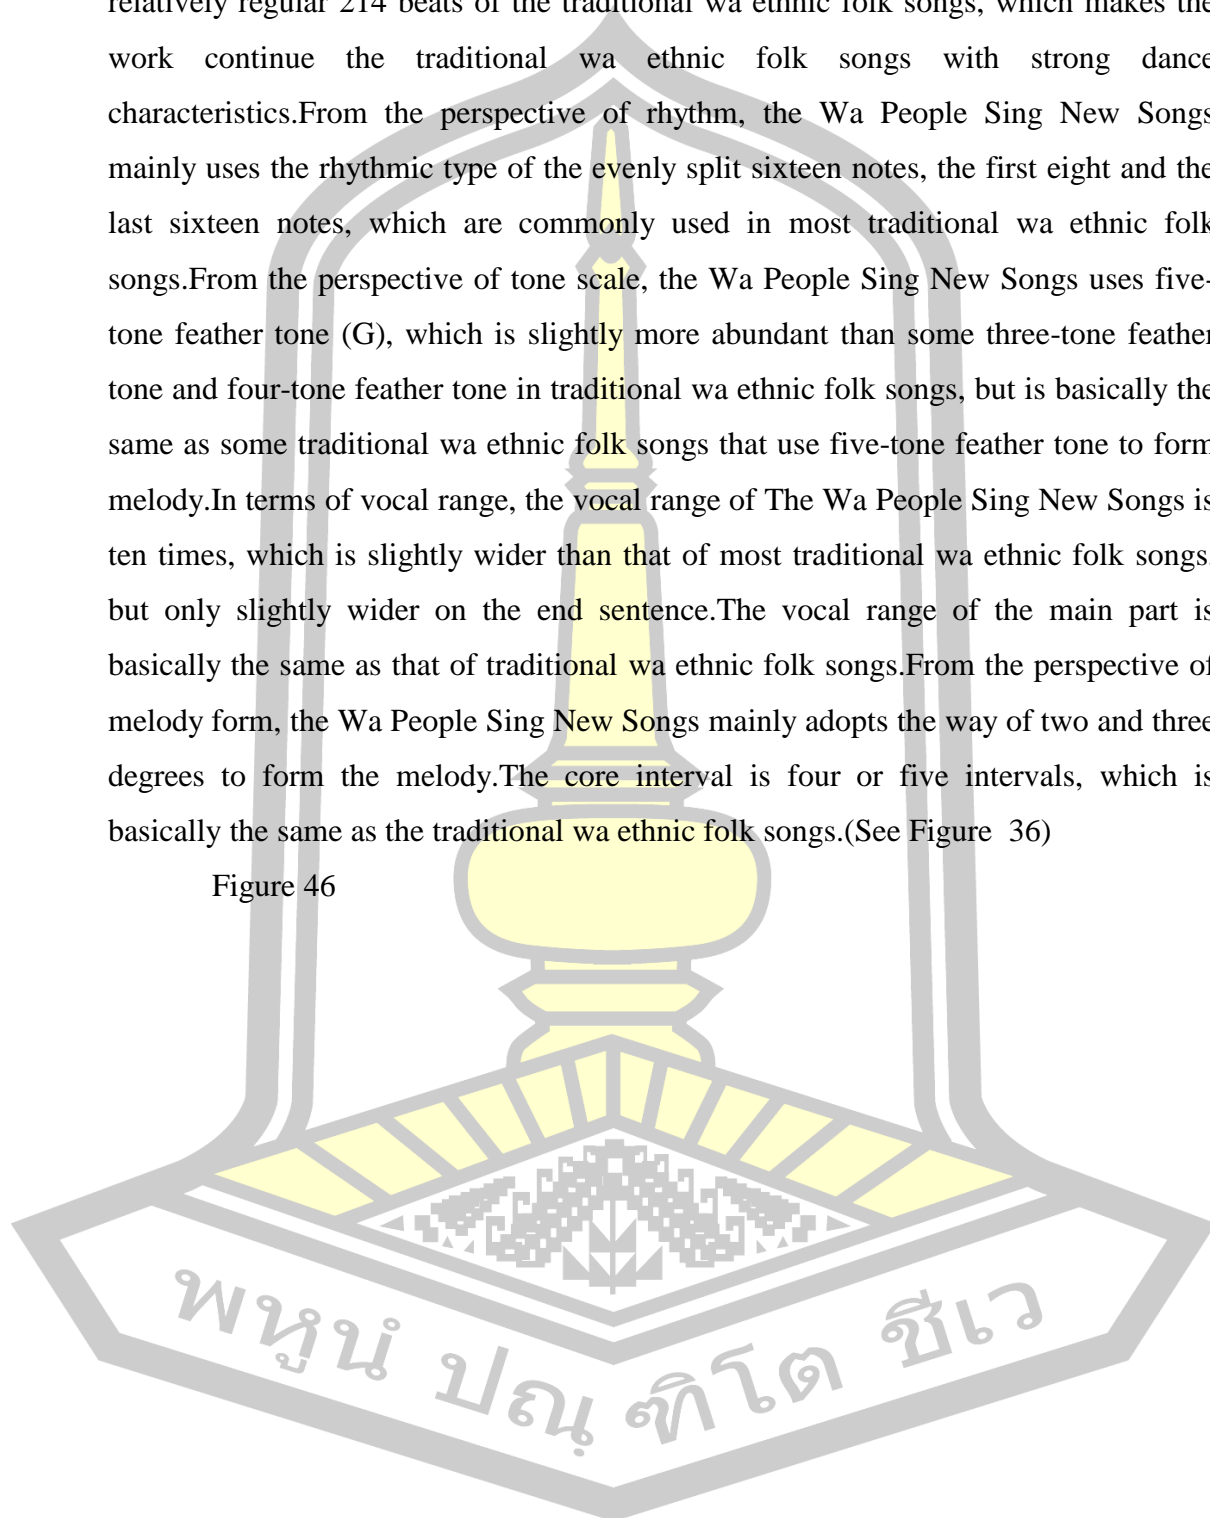 relatively regular 214 beats of the traditional wa ethnic folk songs, which makes the
work continue the traditional wa ethnic folk songs with strong dance
characteristics.From the perspective of rhythm, the Wa People Sing New Songs
mainly uses the rhythmic type of the evenly split sixteen notes, the first eight and the
last sixteen notes, which are commonly used in most traditional wa ethnic folk
songs.From the perspective of tone scale, the Wa People Sing New Songs uses five-
tone feather tone (G), which is slightly more abundant than some three-tone feather
tone and four-tone feather tone in traditional wa ethnic folk songs, but is basically the
same as some traditional wa ethnic folk songs that use five-tone feather tone to form
melody.In terms of vocal range, the vocal range of The Wa People Sing New Songs is
ten times, which is slightly wider than that of most traditional wa ethnic folk songs,
but only slightly wider on the end sentence.The vocal range of the main part is
basically the same as that of traditional wa ethnic folk songs.From the perspective of
melody form, the Wa People Sing New Songs mainly adopts the way of two and three
degrees to form the melody.The core interval is four or five intervals, which is
basically the same as the traditional wa ethnic folk songs.(See Figure 36)
Figure 46
พหูนํ ปณฺฑิโต ชีเว